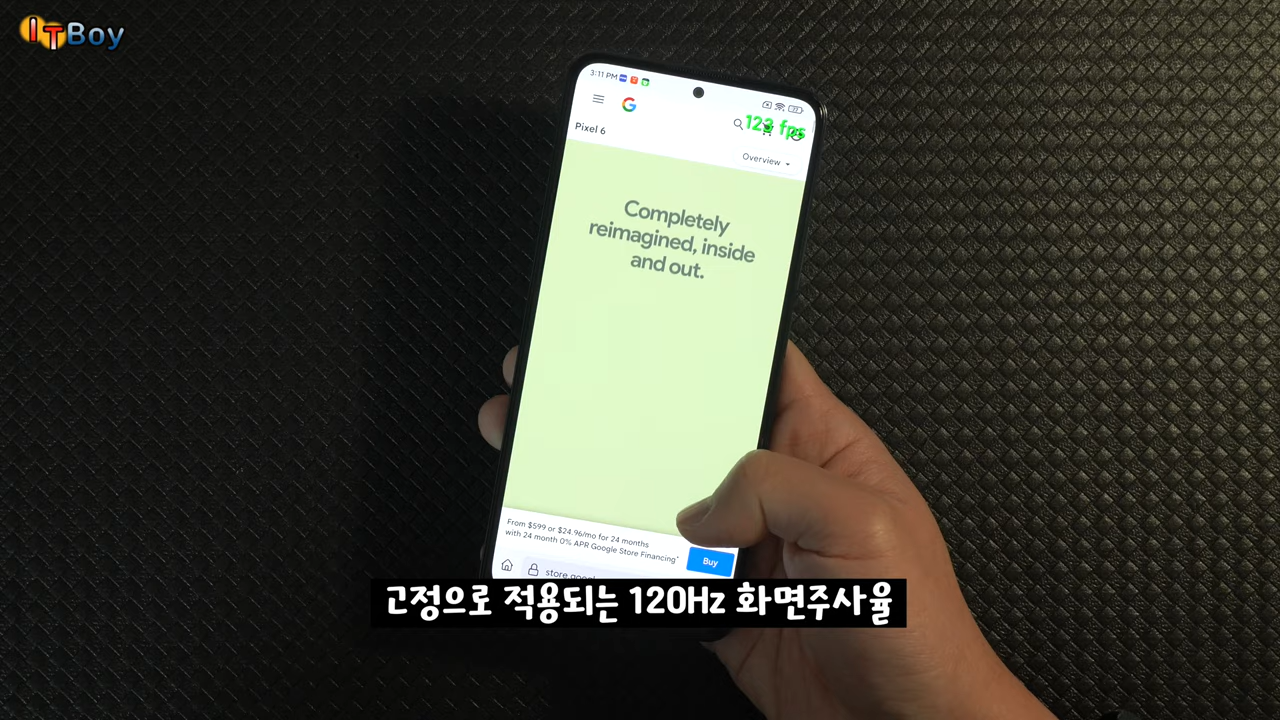 ITBoy
3:11 PM
123 fps
Pixel 6
Overview
Completely
reimagined, inside
and out.
From $599 or $24.96/mo for 24 months
with 24 month 0% APR Google Store Financing*
Buy
고정으로 적용되는 120Hz 화면주사율